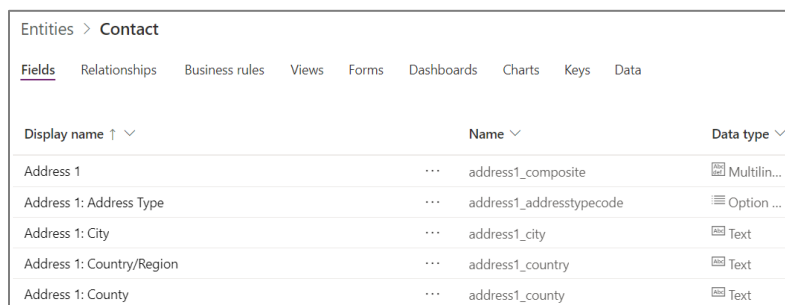 Entities > Contact
Fields Relationships Business rules Views Forms Dashboards Charts Keys Data
Display name ↑ Name Data type
Address 1 ... address1_composite Multilin...
Address 1: Address Type ... address1_addresstypecode Option ...
Address 1: City ... address1_city Text
Address 1: Country/Region ... address1_country Text
Address 1: County ... address1_county Text